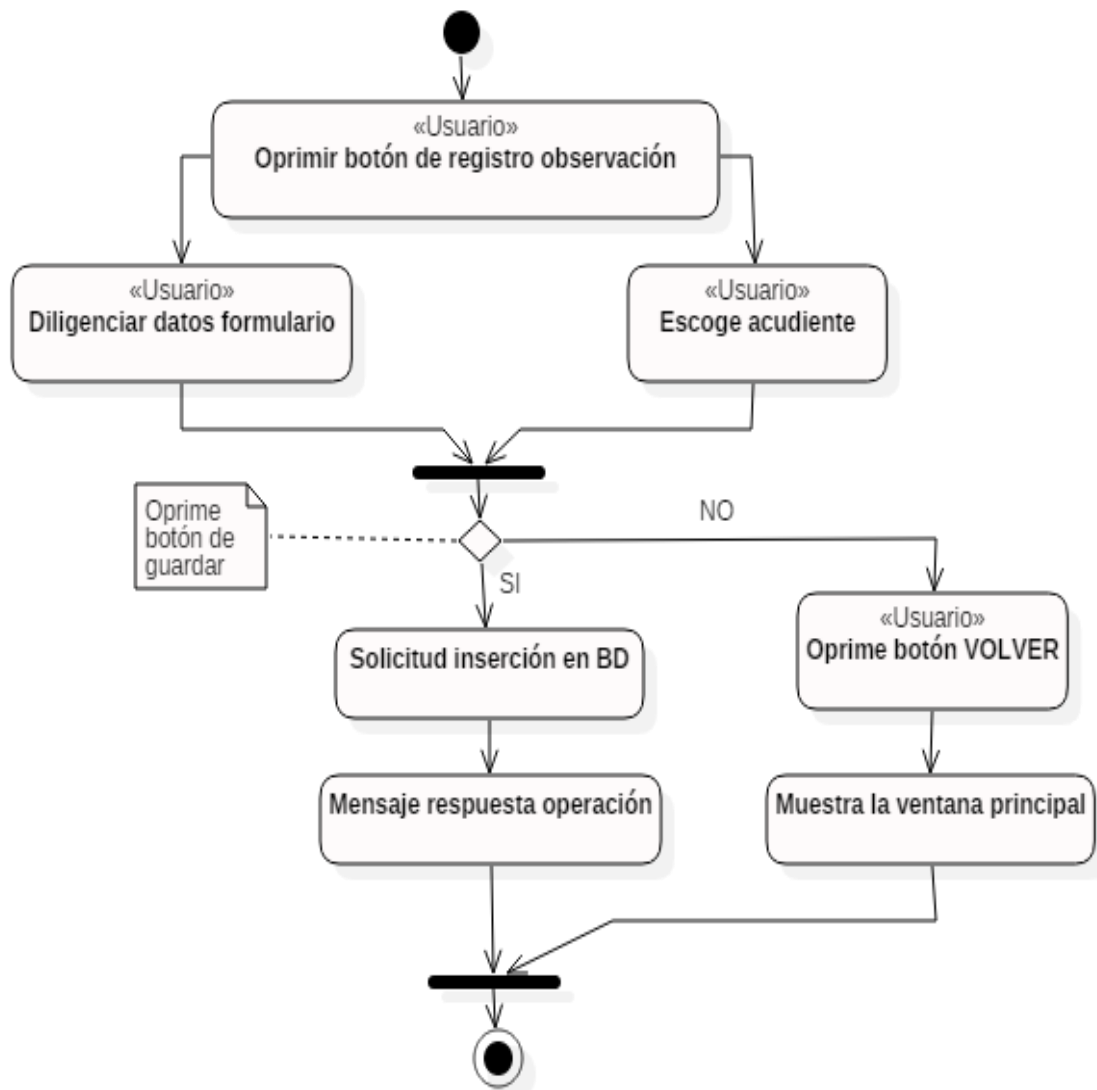 «Usuario»
Oprimir botón de registro observación
«Usuario»
Diligenciar datos formulario
«Usuario»
Escoge acudiente
Oprime
botón de
guardar
NO
SI
«Usuario»
Oprime botón VOLVER
Solicitud inserción en BD
Mensaje respuesta operación
Muestra la ventana principal